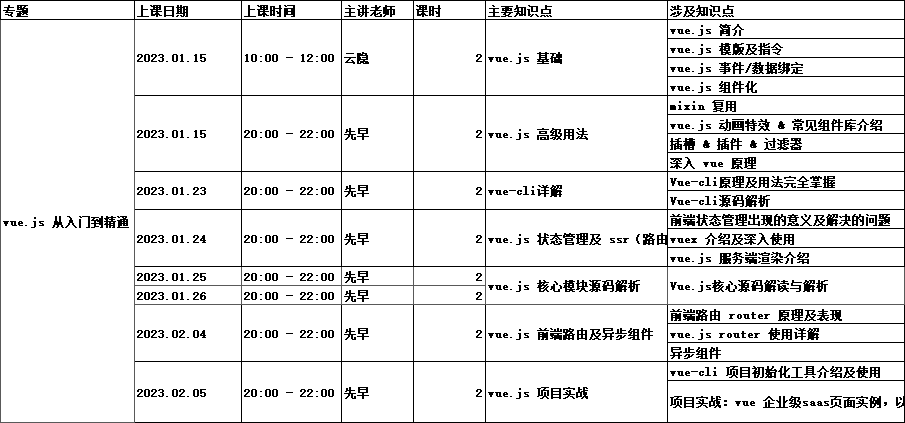 专题 上课日期 上课时间 主讲老师 课时 主要知识点 涉及知识点
vue.js 从入门到精通
2023.01.15 10:00 - 12:00 云隐 2 vue.js 基础
vue.js 简介
vue.js 模版及指令
vue.js 事件/数据绑定
vue.js 组件化
2023.01.15 20:00 - 22:00 先早 2 vue.js 高级用法
mixin 复用
vue.js 动画特效 & 常见组件库介绍
插槽 & 插件 & 过滤器
深入 vue 原理
2023.01.23 20:00 - 22:00 先早 2 vue-cli详解
Vue-cli原理及用法完全掌握
Vue-cli源码解析
2023.01.24 20:00 - 22:00 先早 2 vue.js 状态管理及 ssr（路由
前端状态管理出现的意义及解决的问题
vuex 介绍及深入使用
vue.js 服务端渲染介绍
2023.01.25 20:00 - 22:00 先早 2
2023.01.26 20:00 - 22:00 先早 2
vue.js 核心模块源码解析 Vue.js核心源码解读与解析
2023.02.04 20:00 - 22:00 先早 2 vue.js 前端路由及异步组件
前端路由 router 原理及表现
vue.js router 使用详解
异步组件
2023.02.05 20:00 - 22:00 先早 2 vue.js 项目实战
vue-cli 项目初始化工具介绍及使用
项目实战：vue 企业级saas页面实例，以